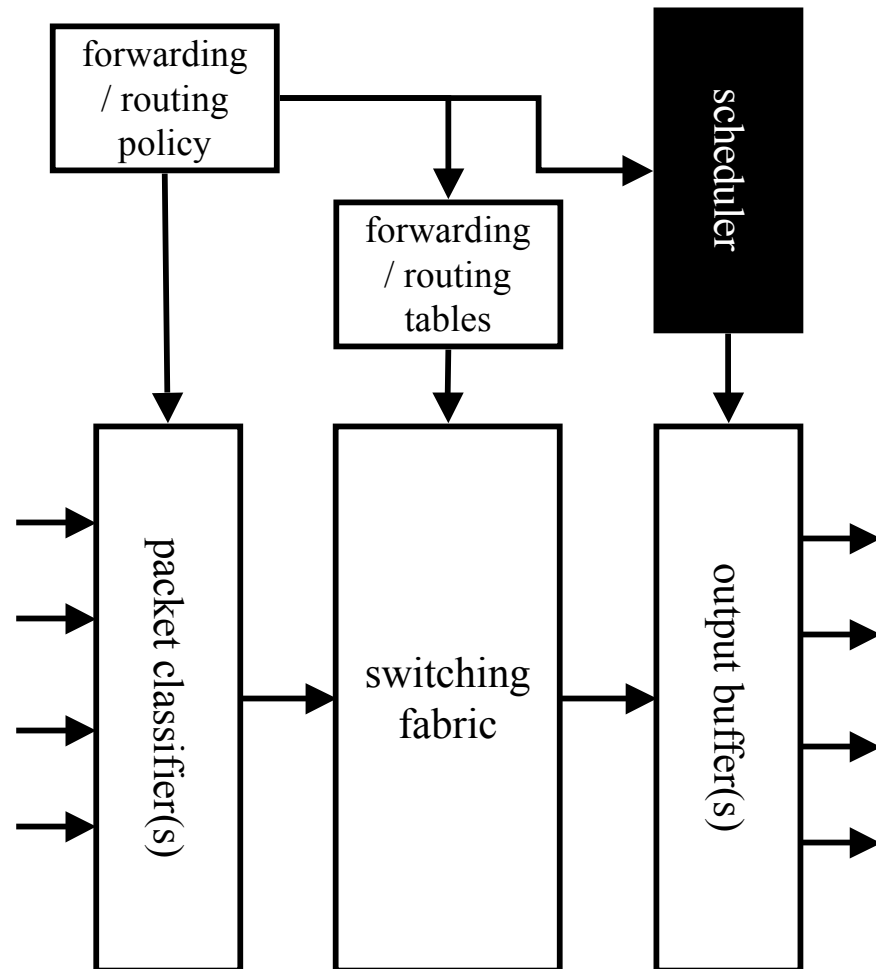 forwarding
/ routing
policy
scheduler
forwarding
/ routing
tables
packet classifier(s)
switching
fabric
output buffer(s)